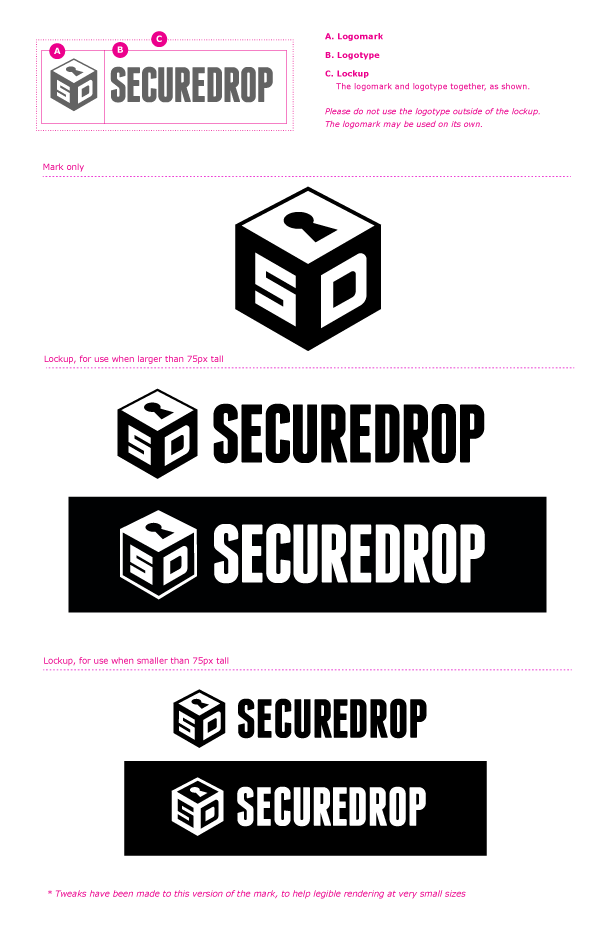 A
B
C
SD
SECUREDROP
A. Logomark
B. Logotype
C. Lockup
The logomark and logotype together, as shown.
Please do not use the logotype outside of the lockup.
The logomark may be used on its own.
Mark only
SD
Lockup, for use when larger than 75px tall
SD SECUREDROP
SD SECUREDROP
Lockup, for use when smaller than 75px tall
SD SECUREDROP
SD SECUREDROP
* Tweaks have been made to this version of the mark, to help legible rendering at very small sizes